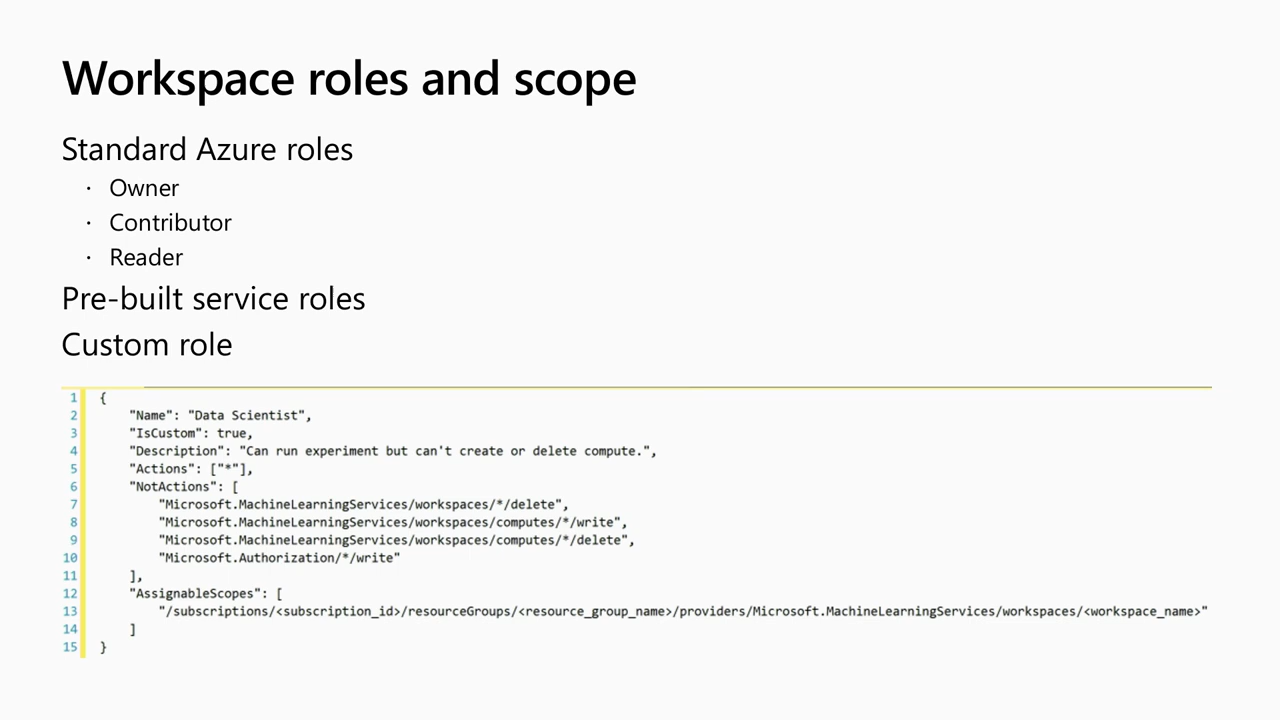 Workspace roles and scope
Standard Azure roles
· Owner
· Contributor
· Reader
Pre-built service roles
Custom role
1 {
2 "Name": "Data Scientist",
3 "IsCustom": true,
4 "Description": "Can run experiment but can't create or delete compute.",
5 "Actions": ["*"],
6 "NotActions": [
7 "Microsoft.MachineLearningServices/workspaces/*/delete",
8 "Microsoft.MachineLearningServices/workspaces/computes/*/write",
9 "Microsoft.MachineLearningServices/workspaces/computes/*/delete",
10 "Microsoft.Authorization/*/write"
11 ],
12 "AssignableScopes": [
13 "/subscriptions/<subscription_id>/resourceGroups/<resource_group_name>/providers/Microsoft.MachineLearningServices/workspaces/<workspace_name>"
14 ]
15 }